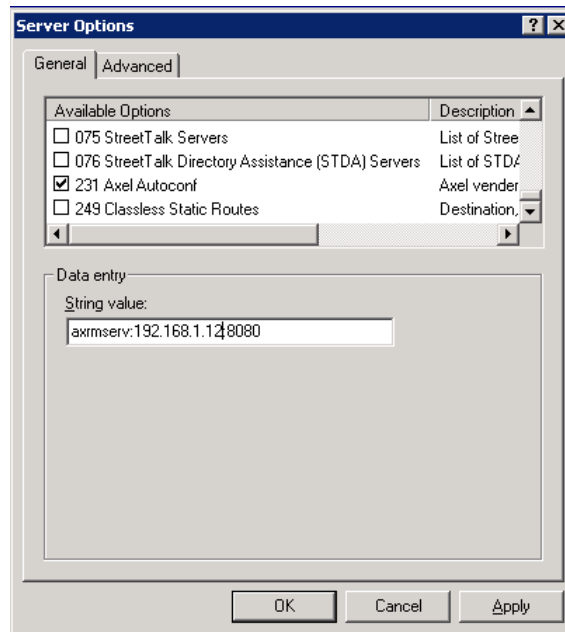 Server Options
General Advanced
Available Options Description
075 StreetTalk Servers List of Stree
076 StreetTalk Directory Assistance (STDA) Servers List of STDA
231 Axel Autoconf Axel vender
249 Classless Static Routes Destination,
Data entry
String value:
axrmserv:192.168.1.12:8080
OK Cancel Apply